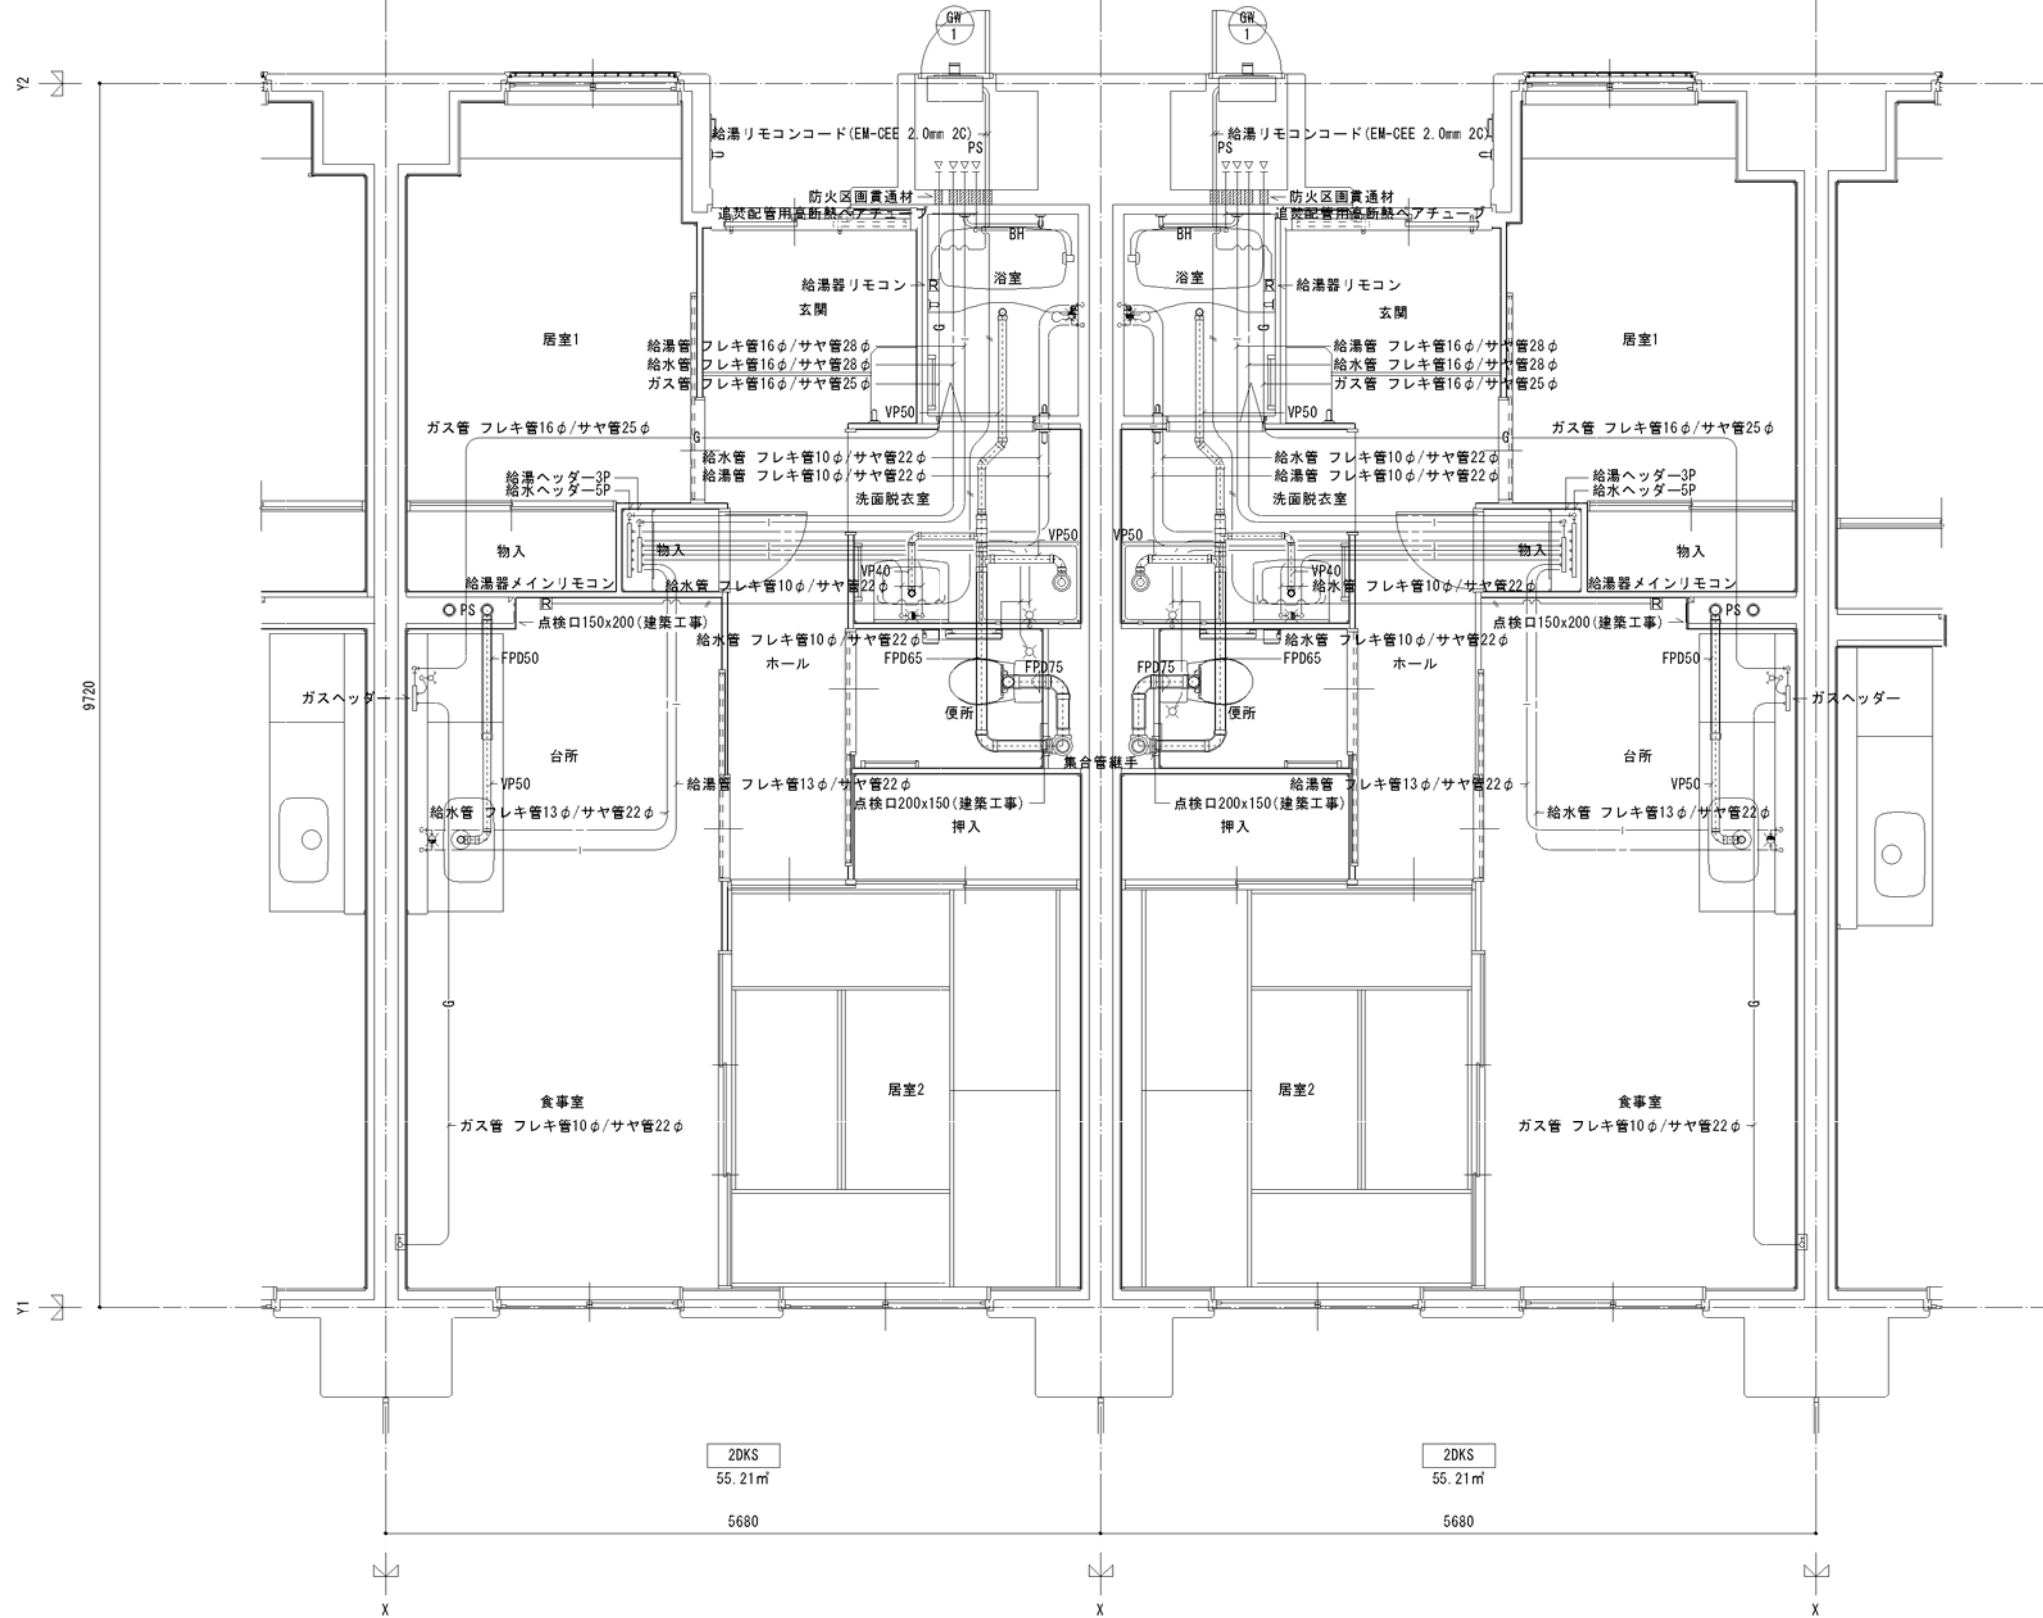 GW
1
GW
1
Y2
給湯リモコンコード(EM-CEE 2.0mm 2C)
給湯リモコンコード(EM-CEE 2.0mm 2C)
PS
PS
防火区画貫通材
防火区画貫通材
追焚配管用高断熱ペアチューブ
追焚配管用高断熱ペアチューブ
BH
BH
浴室
浴室
給湯器リモコン
R
R
給湯器リモコン
玄関
玄関
G
G
居室1
居室1
給湯管 フレキ管16φ/サヤ管28φ
給湯管 フレキ管16φ/サヤ管28φ
給水管 フレキ管16φ/サヤ管28φ
給水管 フレキ管16φ/サヤ管28φ
ガス管 フレキ管16φ/サヤ管25φ
ガス管 フレキ管16φ/サヤ管25φ
VP50
VP50
ガス管 フレキ管16φ/サヤ管25φ
ガス管 フレキ管16φ/サヤ管25φ
G
G
給水管 フレキ管10φ/サヤ管22φ
給水管 フレキ管10φ/サヤ管22φ
給湯管 フレキ管10φ/サヤ管22φ
給湯管 フレキ管10φ/サヤ管22φ
給湯ヘッダー3P
給湯ヘッダー3P
給水ヘッダー5P
給水ヘッダー5P
洗面脱衣室
洗面脱衣室
VP50
VP50
物入
物入
物入
物入
VP40
VP40
給湯器メインリモコン
給水管 フレキ管10φ/サヤ管22φ
給水管 フレキ管10φ/サヤ管22φ
給湯器メインリモコン
PS
R
R
PS
点検口150x200(建築工事)
点検口150x200(建築工事)
給水管 フレキ管10φ/サヤ管22φ
給水管 フレキ管10φ/サヤ管22φ
FPD50
ホール
FPD65
FPD75
FPD75
FPD65
ホール
FPD50
ガスヘッダー
ガスヘッダー
9720
便所
便所
台所
集合管継手
台所
VP50
給湯管 フレキ管13φ/サヤ管22φ
給湯管 フレキ管13φ/サヤ管22φ
VP50
点検口200x150(建築工事)
点検口200x150(建築工事)
給水管 フレキ管13φ/サヤ管22φ
給水管 フレキ管13φ/サヤ管22φ
押入
押入
G
G
居室2
居室2
食事室
食事室
ガス管 フレキ管10φ/サヤ管22φ
ガス管 フレキ管10φ/サヤ管22φ
Y1
2DKS
2DKS
55.21㎡
55.21㎡
5680
5680
X
X
X